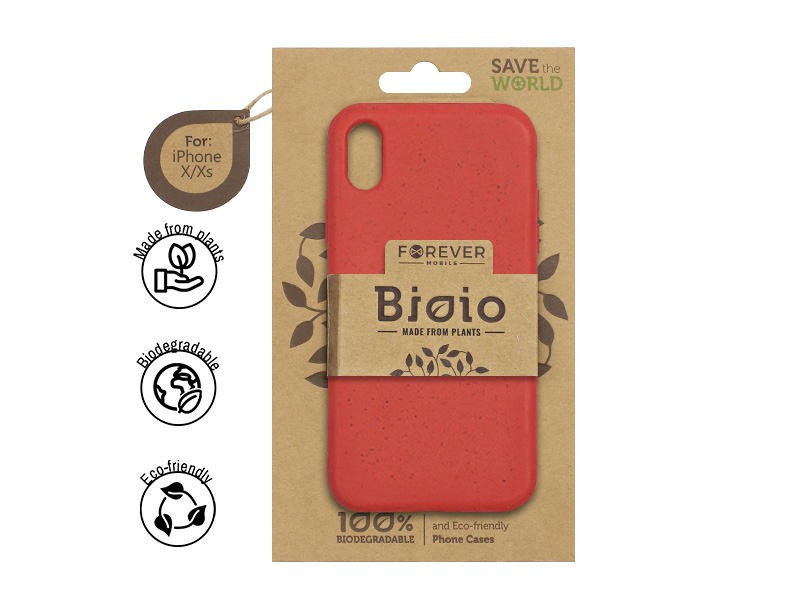 SAVE the
WORLD
For:
iPhone
X/Xs
Made from plants
Biodegradable
Eco-friendly
FOREVER
MOBILE
Bioio
MADE FROM PLANTS
100%
BIODEGRADABLE
and Eco-friendly
Phone Cases